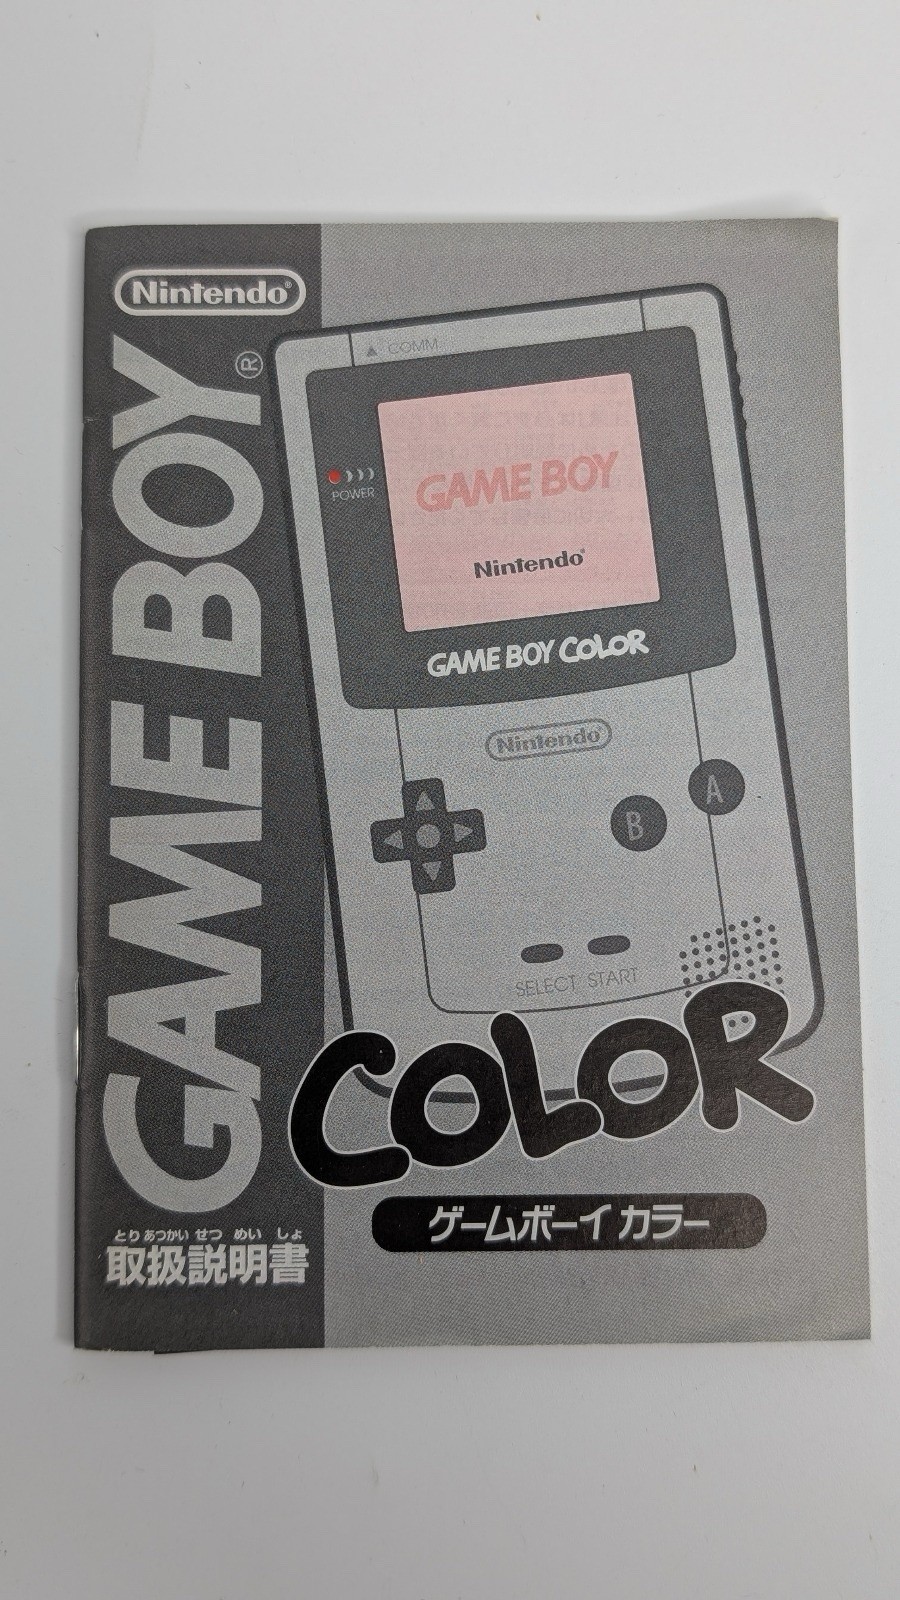 Nintendo®
GAME BOY®
▲ COMM.
POWER
GAME BOY
Nintendo®
GAME BOY COLOR
Nintendo®
A
B
SELECT START
COLOR
ゲームボーイ カラー
とりあつかい せつ めい しょ
取扱説明書